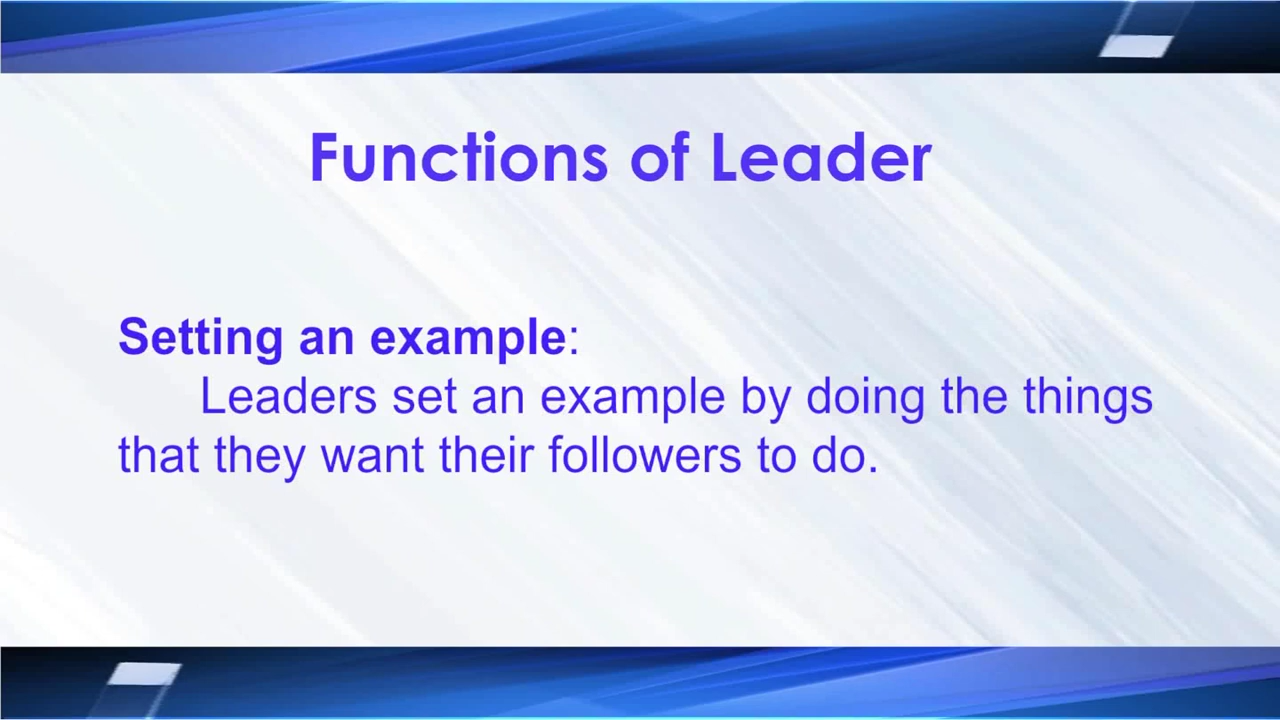 Functions of Leader
Setting an example:
Leaders set an example by doing the things
that they want their followers to do.